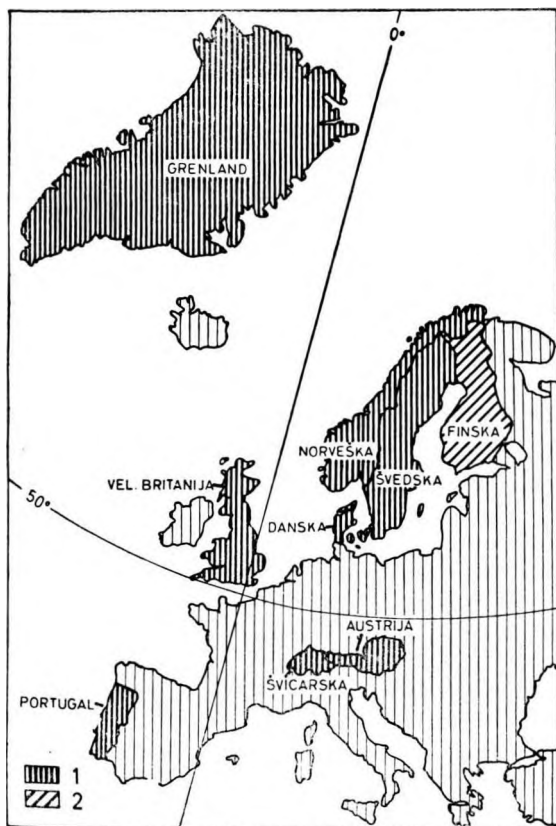 0°
GRENLAND
NORVEŠKA
FINSKA
VEL. BRITANIJA
ŠVEDSKA
50°
DANSKA
AUSTRIJA
ŠVICARSKA
PORTUGAL
1
2